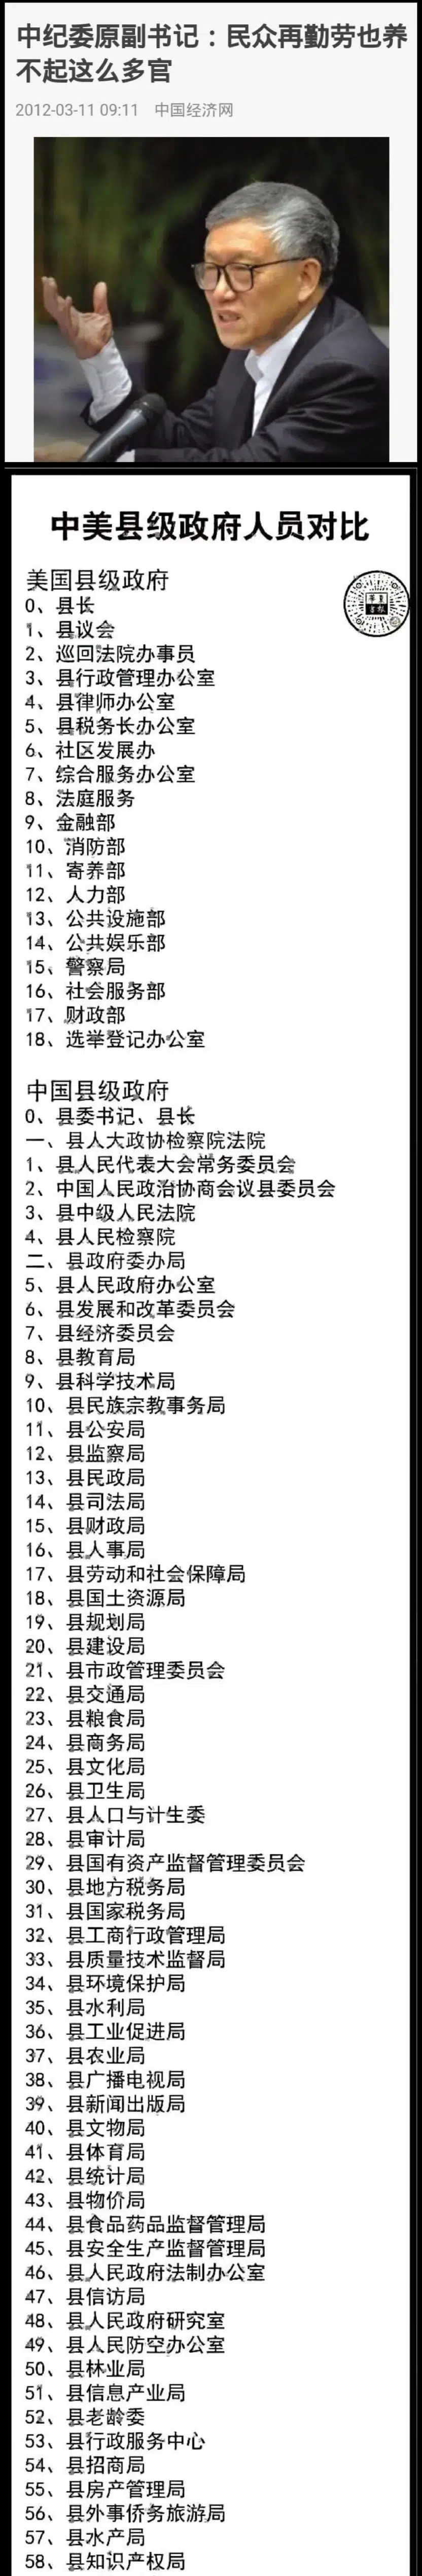 中纪委原副书记：民众再勤劳也养
不起这么多官
2012-03-11 09:11 中国经济网
中美县级政府人员对比
美国县级政府
0、县长
1、县议会
2、巡回法院办事员
3、县行政管理办公室
4、县律师办公室
5、县税务长办公室
6、社区发展办
7、综合服务办公室
8、法庭服务
9、金融部
10、消防部
11、寄养部
12、人力部
13、公共设施部
14、公共娱乐部
15、警察局
16、社会服务部
17、财政部
18、选举登记办公室
中国县级政府
0、县委书记、县长
一、县人大政协检察院法院
1、县人民代表大会常务委员会
2、中国人民政治协商会议县委员会
3、县中级人民法院
4、县人民检察院
二、县政府委办局
5、县人民政府办公室
6、县发展和改革委员会
7、县经济委员会
8、县教育局
9、县科学技术局
10、县民族宗教事务局
11、县公安局
12、县监察局
13、县民政局
14、县司法局
15、县财政局
16、县人事局
17、县劳动和社会保障局
18、县国土资源局
19、县规划局
20、县建设局
21、县市政管理委员会
22、县交通局
23、县粮食局
24、县商务局
25、县文化局
26、县卫生局
27、县人口与计生委
28、县审计局
29、县国有资产监督管理委员会
30、县地方税务局
31、县国家税务局
32、县工商行政管理局
33、县质量技术监督局
34、县环境保护局
35、县水利局
36、县工业促进局
37、县农业局
38、县广播电视局
39、县新闻出版局
40、县文物局
41、县体育局
42、县统计局
43、县物价局
44、县食品药品监督管理局
45、县安全生产监督管理局
46、县人民政府法制办公室
47、县信访局
48、县人民政府研究室
49、县人民防空办公室
50、县林业局
51、县信息产业局
52、县老龄委
53、县行政服务中心
54、县招商局
55、县房产管理局
56、县外事侨务旅游局
57、县水产局
58、县知识产权局